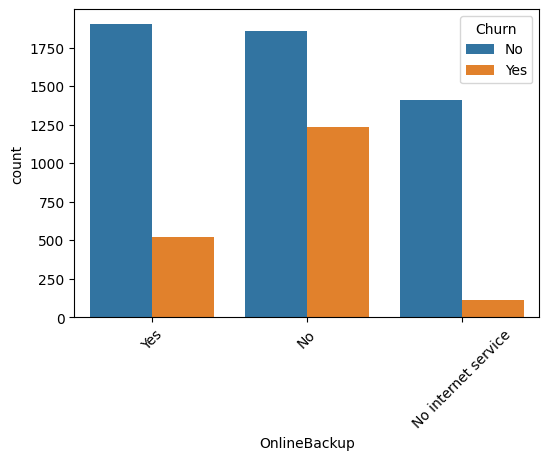 Churn
No
Yes
1750
1500
1250
1000
750
500
250
0
count
Yes
No
No internet service
OnlineBackup